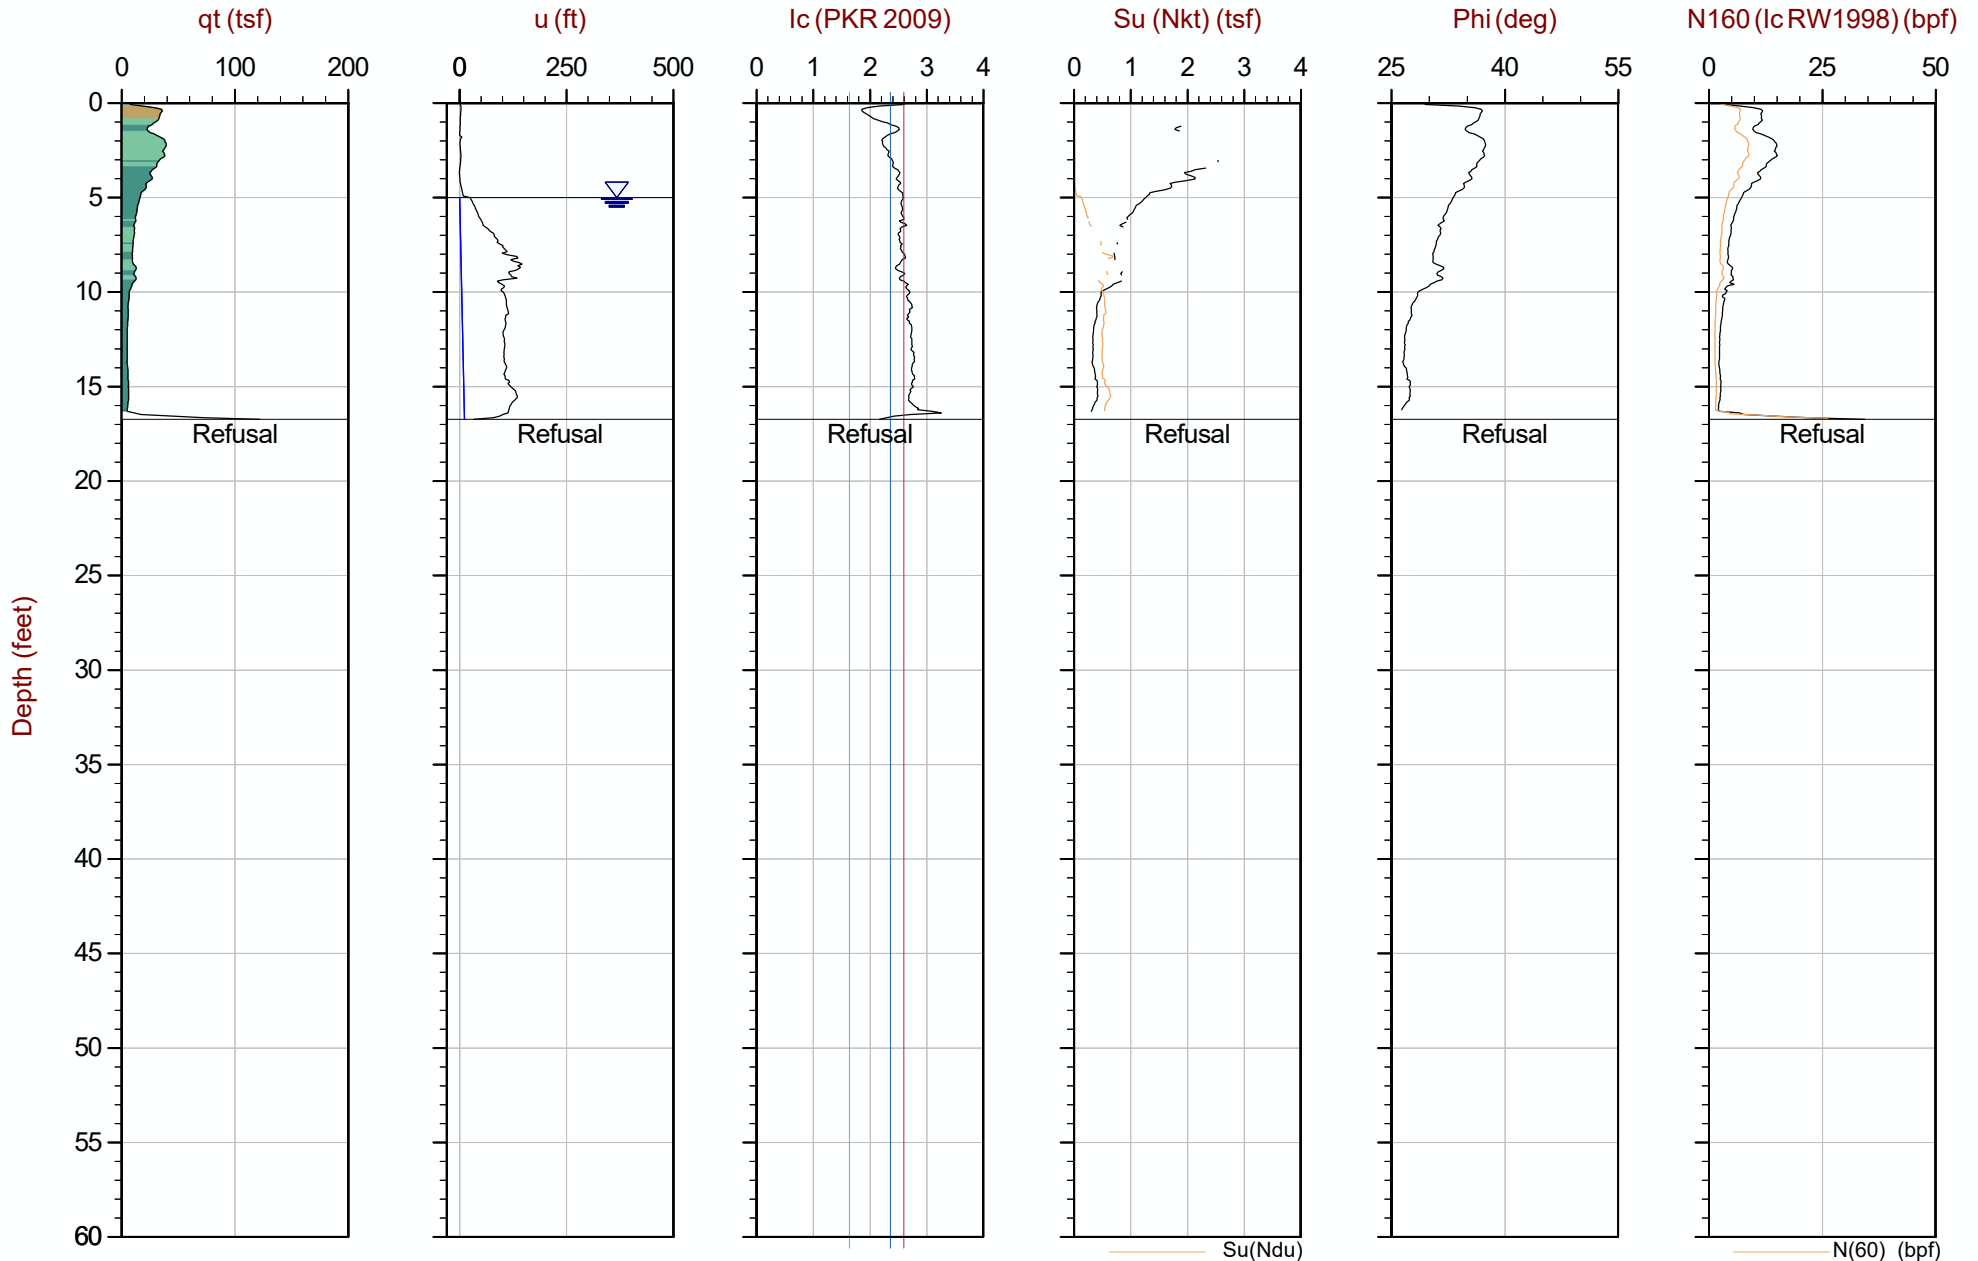 qt (tsf) u (ft) Ic (PKR 2009) Su (Nkt) (tsf) Phi (deg) N160 (Ic RW1998) (bpf)
0 100 200 0 250 500 0 1 2 3 4 0 1 2 3 4 25 40 55 0 25 50
0
5
10
15
Refusal Refusal Refusal Refusal Refusal Refusal
20
25
30
Depth (feet)
35
40
45
50
55
60
Su(Ndu) N(60) (bpf)